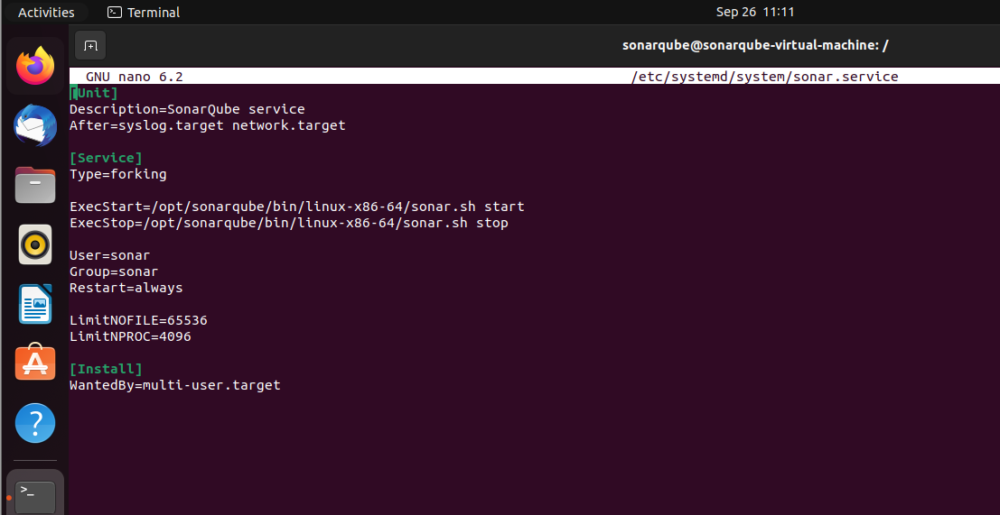 Activities
Terminal
Sep 26 11:11
sonarqube@sonarqube-virtual-machine: /
GNU nano 6.2 /etc/systemd/system/sonar.service
[Unit]
Description=SonarQube service
After=syslog.target network.target
[Service]
Type=forking
ExecStart=/opt/sonarqube/bin/linux-x86-64/sonar.sh start
ExecStop=/opt/sonarqube/bin/linux-x86-64/sonar.sh stop
User=sonar
Group=sonar
Restart=always
LimitNOFILE=65536
LimitNPROC=4096
[Install]
WantedBy=multi-user.target